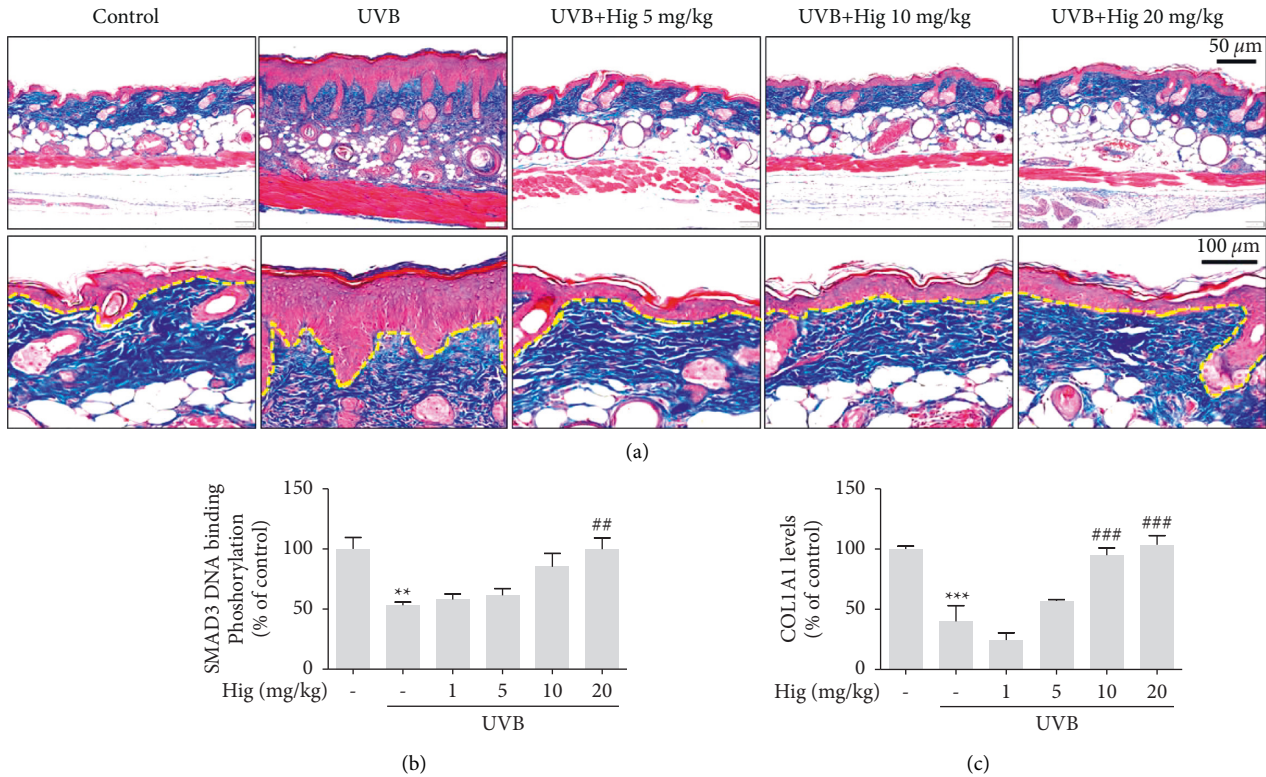 Control UVB UVB+Hig 5 mg/kg UVB+Hig 10 mg/kg UVB+Hig 20 mg/kg
50 µm
100 µm
(a)
SMAD3 DNA binding
Phoshorylation
(% of control)
150
100
50
0
**
##
- - 1 5 10 20
Hig (mg/kg)
UVB
(b)
COL1A1 levels
(% of control)
150
100
50
0
***
###
###
- - 1 5 10 20
Hig (mg/kg)
UVB
(c)